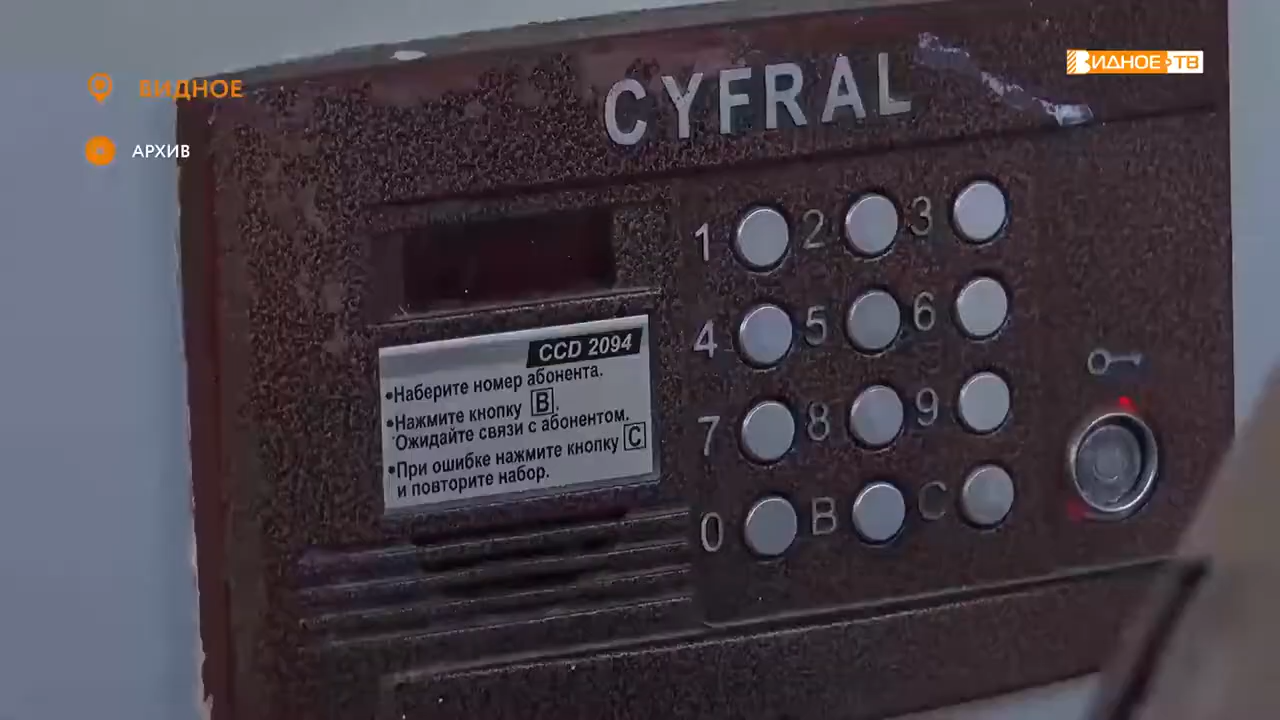 ВИДНОЕ
АРХИВ
ВИДНОЕ ТВ
CYFRAL
CCD 2094
•Наберите номер абонента.
•Нажмите кнопку B.
Ожидайте связи с абонентом.
•При ошибке нажмите кнопку C
и повторите набор.
1 2 3
4 5 6
7 8 9
0 B C